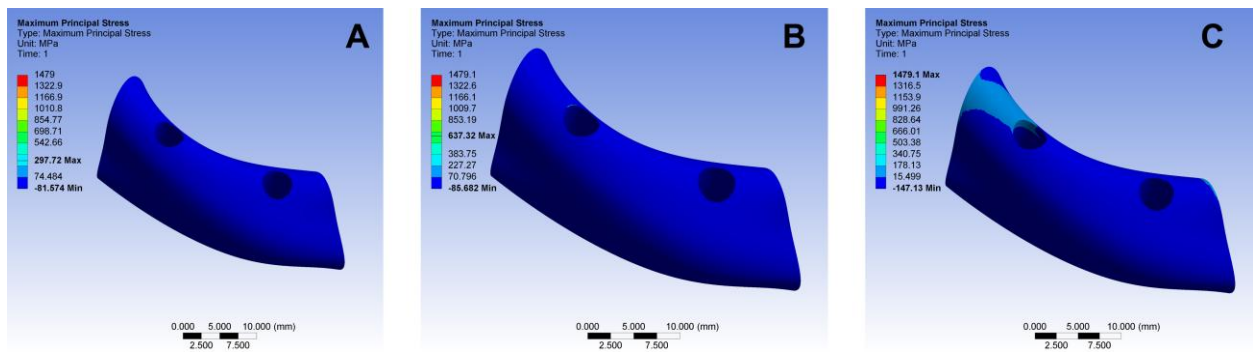 Maximum Principal Stress
Type: Maximum Principal Stress
Unit: MPa
Time: 1
A
1479
1322.9
1166.9
1010.8
854.77
698.71
542.66
297.72 Max
74.484
-81.574 Min
0.000 5.000 10.000 (mm)
2.500 7.500
Maximum Principal Stress
Type: Maximum Principal Stress
Unit: MPa
Time: 1
B
1479.1
1322.6
1166.1
1009.7
853.19
637.32 Max
383.75
227.27
70.796
-85.682 Min
0.000 5.000 10.000 (mm)
2.500 7.500
Maximum Principal Stress
Type: Maximum Principal Stress
Unit: MPa
Time: 1
C
1479.1 Max
1316.5
1153.9
991.26
828.64
666.01
503.38
340.75
178.13
15.499
-147.13 Min
0.000 5.000 10.000 (mm)
2.500 7.500